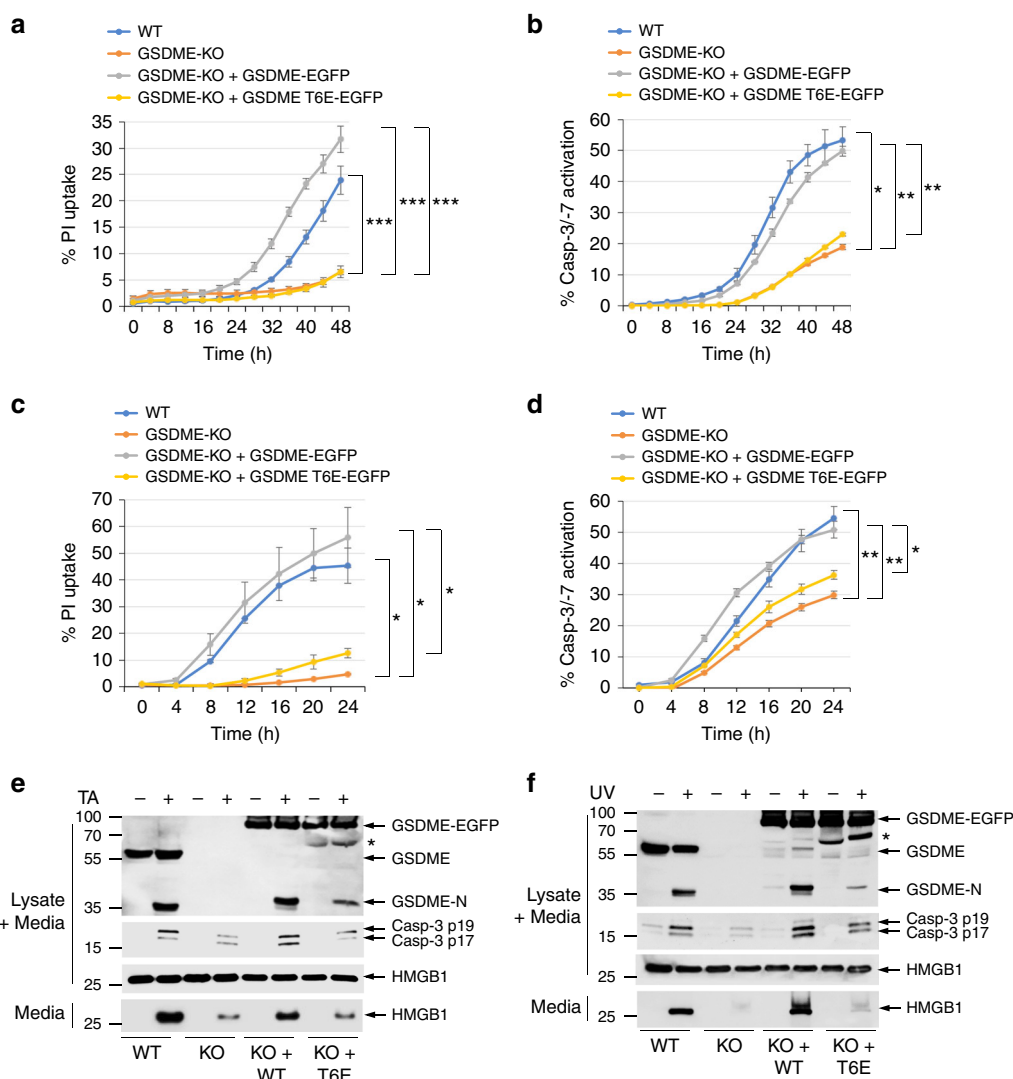 a
WT
GSDME-KO
GSDME-KO + GSDME-EGFP
GSDME-KO + GSDME T6E-EGFP
% PI uptake
35
30
25
20
15
10
5
0
0 8 16 24 32 40 48
Time (h)
*** *** ***
b
WT
GSDME-KO
GSDME-KO + GSDME-EGFP
GSDME-KO + GSDME T6E-EGFP
% Casp-3/-7 activation
60
50
40
30
20
10
0
0 8 16 24 32 40 48
Time (h)
* ** **
c
WT
GSDME-KO
GSDME-KO + GSDME-EGFP
GSDME-KO + GSDME T6E-EGFP
% PI uptake
70
60
50
40
30
20
10
0
0 4 8 12 16 20 24
Time (h)
* * *
d
WT
GSDME-KO
GSDME-KO + GSDME-EGFP
GSDME-KO + GSDME T6E-EGFP
% Casp-3/-7 activation
60
50
40
30
20
10
0
0 4 8 12 16 20 24
Time (h)
** ** *
e
TA − + − + − + − +
100
70
55
35
15
25
25
GSDME-EGFP
*
GSDME
GSDME-N
Casp-3 p19
Casp-3 p17
HMGB1
HMGB1
Lysate
+ Media
Media
WT KO KO + KO +
WT T6E
f
UV − + − + − + − +
100
70
55
35
15
25
25
GSDME-EGFP
*
GSDME
GSDME-N
Casp-3 p19
Casp-3 p17
HMGB1
HMGB1
Lysate
+ Media
Media
WT KO KO + KO +
WT T6E